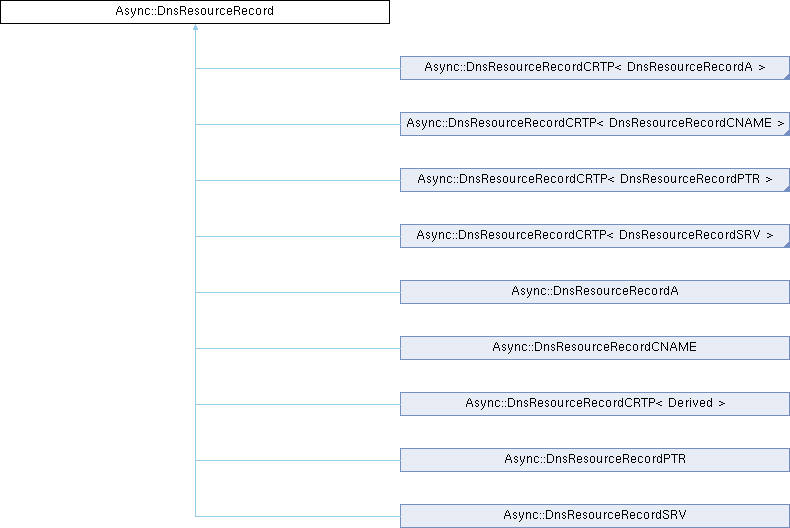 Async::DnsResourceRecord
Async::DnsResourceRecordCRTP< DnsResourceRecordA >
Async::DnsResourceRecordCRTP< DnsResourceRecordCNAME >
Async::DnsResourceRecordCRTP< DnsResourceRecordPTR >
Async::DnsResourceRecordCRTP< DnsResourceRecordSRV >
Async::DnsResourceRecordA
Async::DnsResourceRecordCNAME
Async::DnsResourceRecordCRTP< Derived >
Async::DnsResourceRecordPTR
Async::DnsResourceRecordSRV